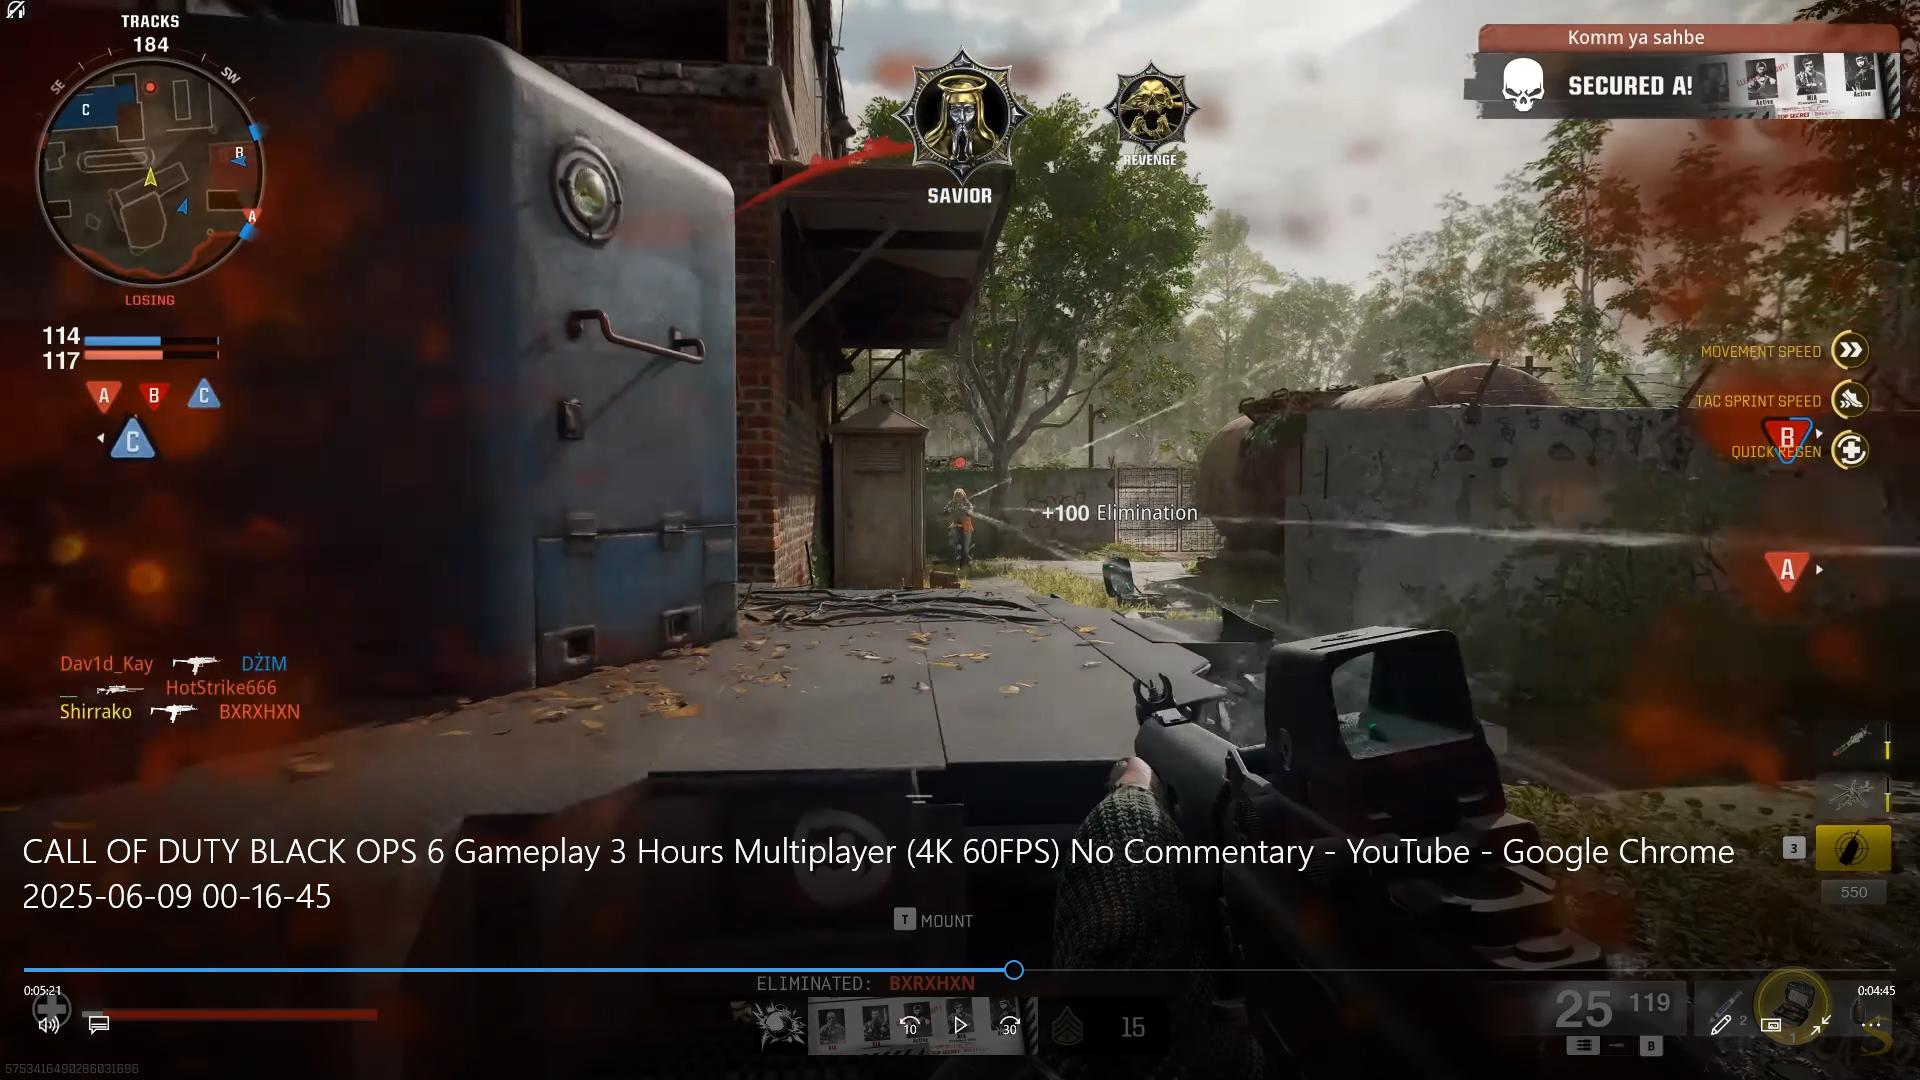 TRACKS
184
SE
SW
C
B
A
LOSING
114
117
A B C
C
SAVIOR
REVENGE
Komm ya sahbe
SECURED A!
MOVEMENT SPEED
TAC SPRINT SPEED
B
QUICK REGEN
+100 Elimination
A
Dav1d_Kay DŻIM
__ HotStrike666
Shirrako BXRXHXN
CALL OF DUTY BLACK OPS 6 Gameplay 3 Hours Multiplayer (4K 60FPS) No Commentary - YouTube - Google Chrome
2025-06-09 00-16-45
3
550
T MOUNT
0:05:21
0:04:45
ELIMINATED: BXRXHXN
10
30
15
25 119
2
1
B
5753416490286031696